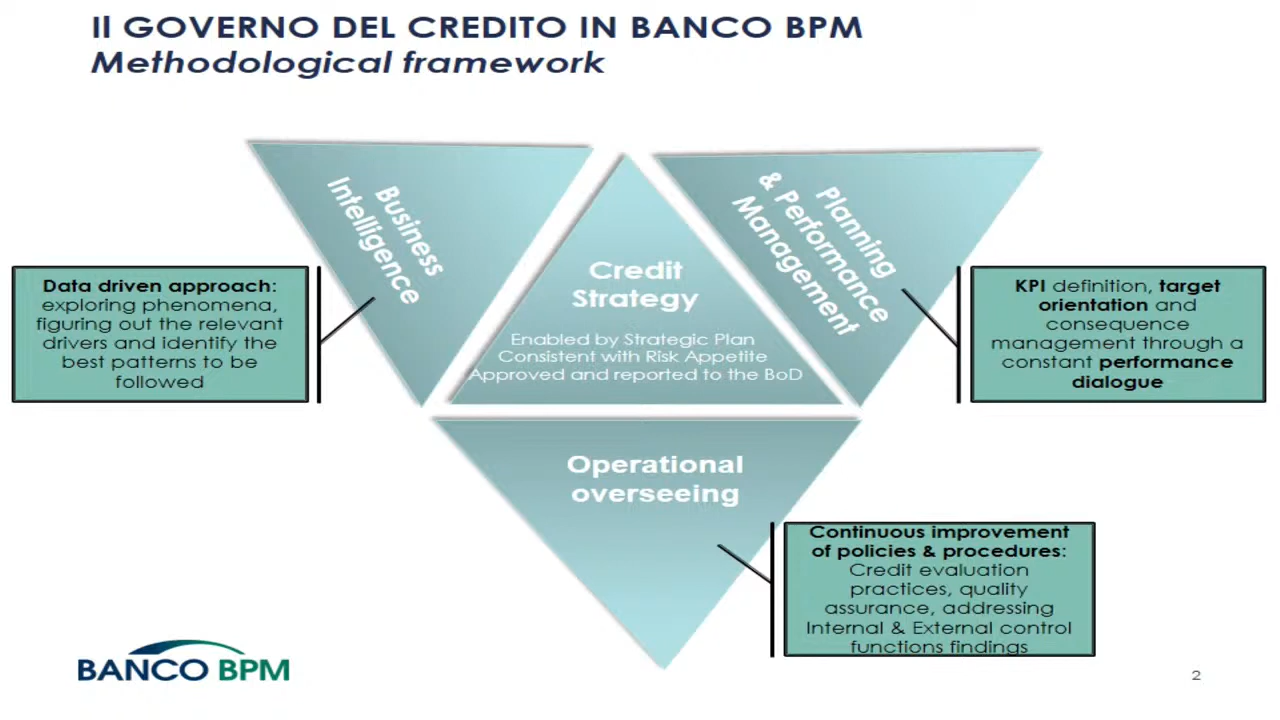 Il GOVERNO DEL CREDITO IN BANCO BPM
Methodological framework
Business
Intelligence
Planning
& Performance
Management
Credit
Strategy
Enabled by Strategic Plan
Consistent with Risk Appetite
Approved and reported to the BoD
Data driven approach:
exploring phenomena,
figuring out the relevant
drivers and identify the
best patterns to be
followed
KPI definition, target
orientation and
consequence
management through a
constant performance
dialogue
Operational
overseeing
Continuous improvement
of policies & procedures:
Credit evaluation
practices, quality
assurance, addressing
Internal & External control
functions findings
BANCO BPM
2